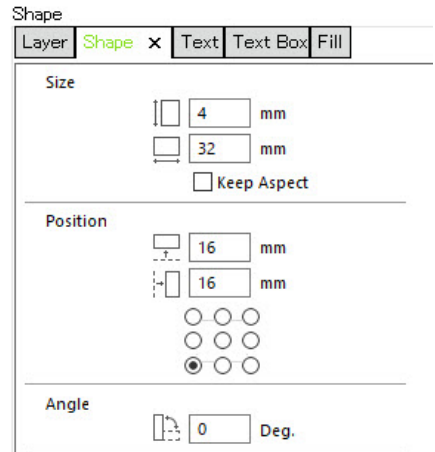 Shape
Layer Shape × Text Text Box Fill
Size
4 mm
32 mm
Keep Aspect
Position
16 mm
16 mm
Angle
0 Deg.